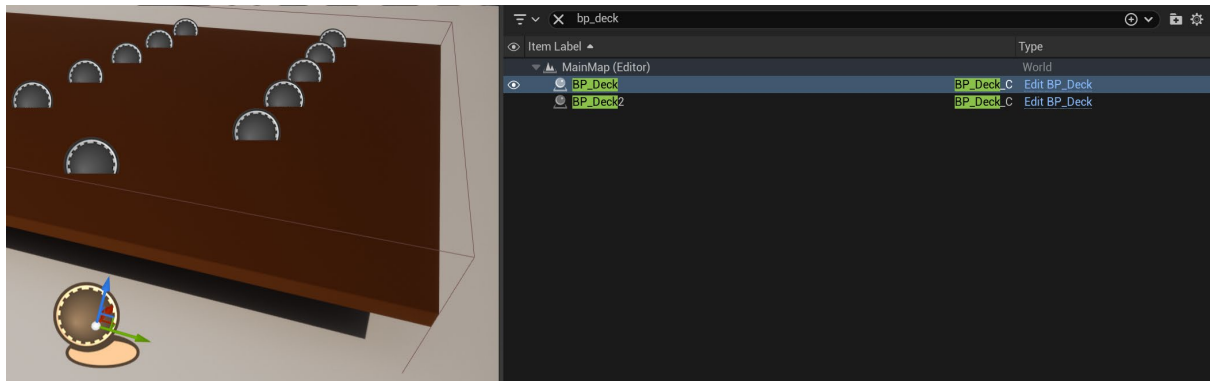 bp_deck
Item Label Type
MainMap (Editor) World
BP_Deck BP_Deck_C Edit BP_Deck
BP_Deck2 BP_Deck_C Edit BP_Deck